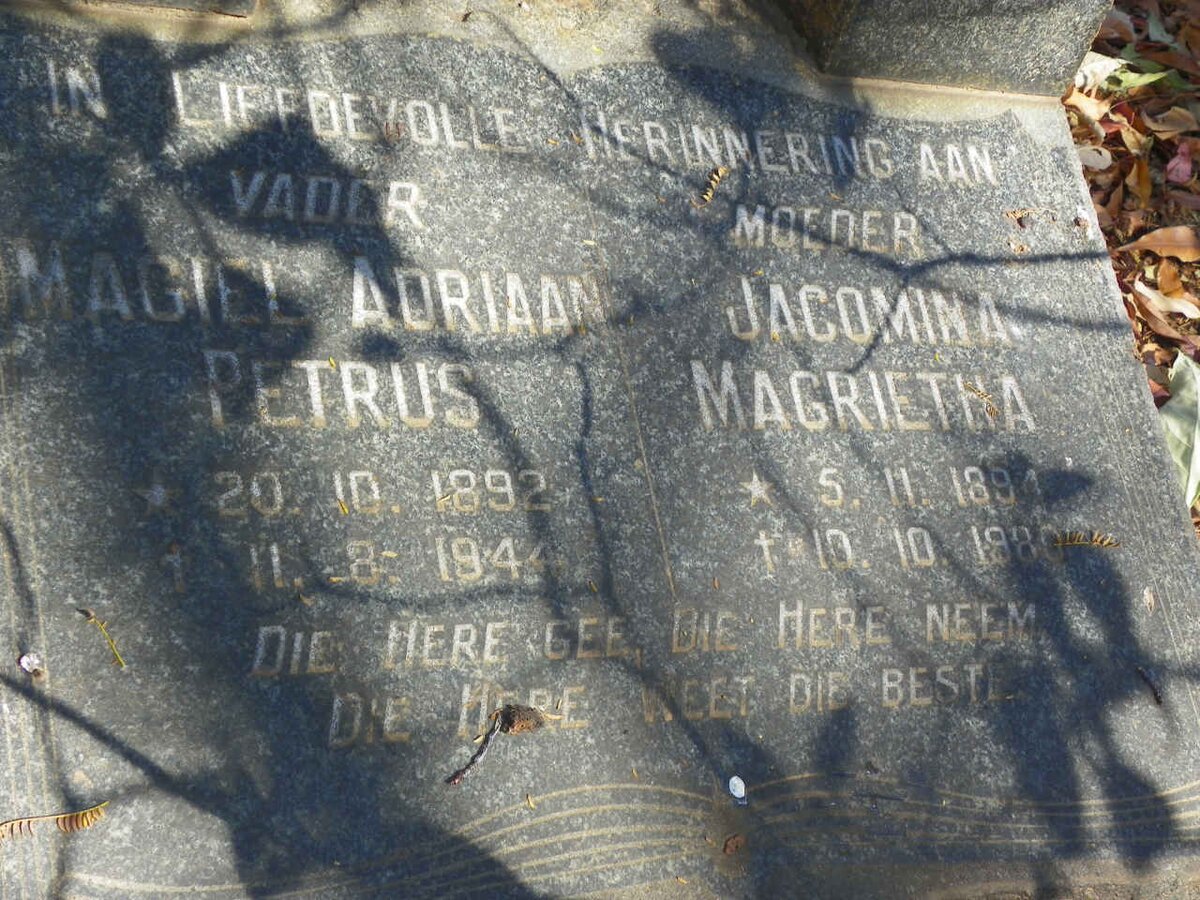 IN LIEFDEVOLLE HERINNERING AAN
VADER
MAGIEL ADRIAAN
PETRUS
★ 20. 10. 1892
† 11. 8. 1944
MOEDER
JACOMINA
MAGRIETHA
★ 5. 11. 1894
† 10. 10.
DIE HERE GEE, DIE HERE NEEM,
DIE HERE WEET DIE BESTE.